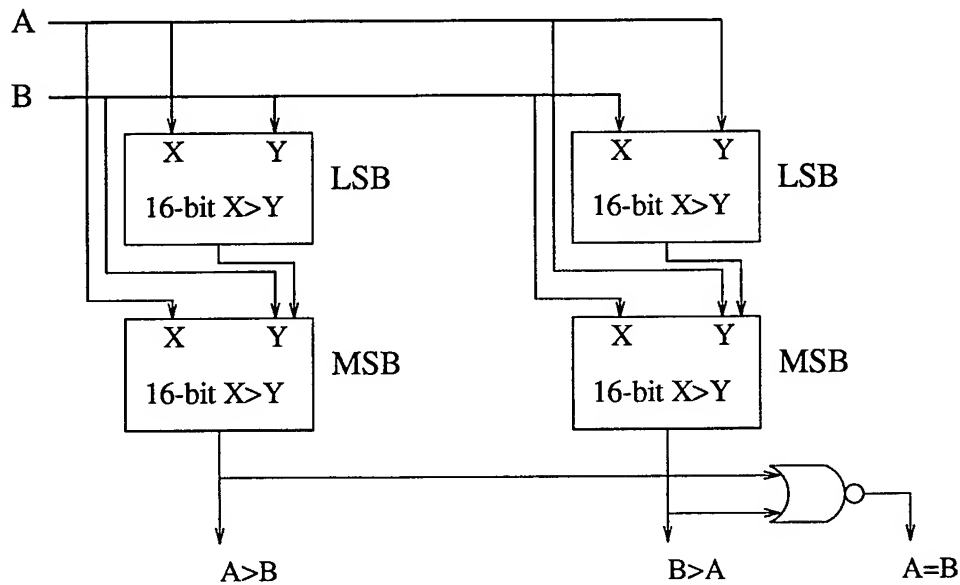 A
B
X Y
16-bit X>Y
LSB
X Y
16-bit X>Y
LSB
X Y
16-bit X>Y
MSB
X Y
16-bit X>Y
MSB
A>B
B>A
A=B